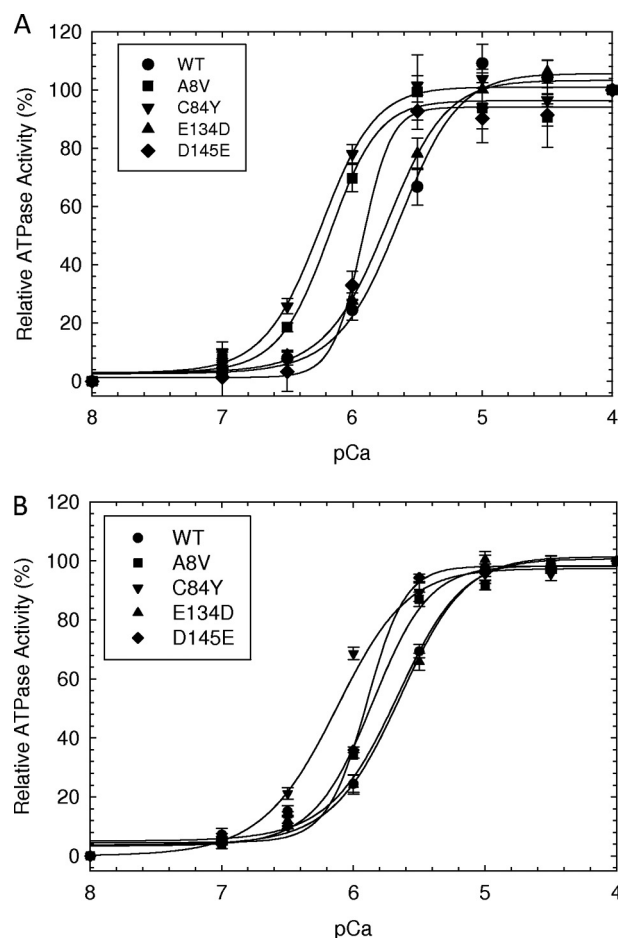 A
120
100
80
60
40
20
0
Relative ATPase Activity (%)
WT
A8V
C84Y
E134D
D145E
8 7 6 5 4
pCa
B
120
100
80
60
40
20
0
Relative ATPase Activity (%)
WT
A8V
C84Y
E134D
D145E
8 7 6 5 4
pCa